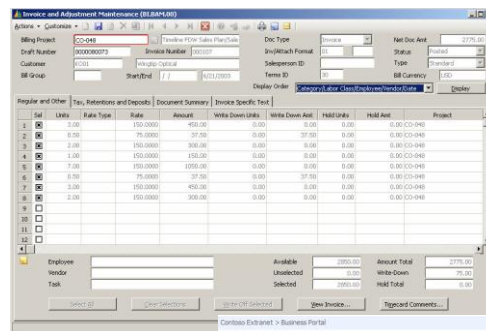 Invoice and Adjustment Maintenance (BI.BAM.00)
Actions Customize
Billing Project CO-048 Timeline PDW Sales Plan/Sale Doc Type Invoice Net Doc Amt 2775.00
Draft Number 0000000073 Invoice Number 000107 Inv/Attach Format 01 Status Posted
Customer KC01 Wingtip Optical Salesperson ID Type Standard
Bill Group Start/End / / Terms ID 30 Bill Currency USD
Display Order Category/Labor Class/Employee/Vendor/Date Display
Regular and Other Tax, Retentions and Deposits Document Summary Invoice Specific Text
Sel Units Rate Type Rate Amount Write Down Units Write Down Amt Hold Units Hold Amt Project
1 3.00 150.0000 450.00 0.00 0.00 0.00 0.00 CO-048
2 0.50 75.0000 37.50 0.00 37.50 0.00 0.00 CO-048
3 2.00 150.0000 300.00 0.00 0.00 0.00 0.00 CO-048
4 1.00 150.0000 150.00 0.00 0.00 0.00 0.00 CO-048
5 7.00 150.0000 1050.00 0.00 0.00 0.00 0.00 CO-048
6 0.50 75.0000 37.50 0.00 37.50 0.00 0.00 CO-048
7 3.00 150.0000 450.00 0.00 0.00 0.00 0.00 CO-048
8 2.00 150.0000 300.00 0.00 0.00 0.00 0.00 CO-048
9
10
11
12
Employee Available 2850.00 Amount Total 2775.00
Vendor Unselected 0.00 Write-Down 75.00
Task Selected 2850.00 Hold Total 0.00
Select All Clear Selections Write Off Selected View Invoice... Timecard Comments...
Contoso Extranet > Business Portal